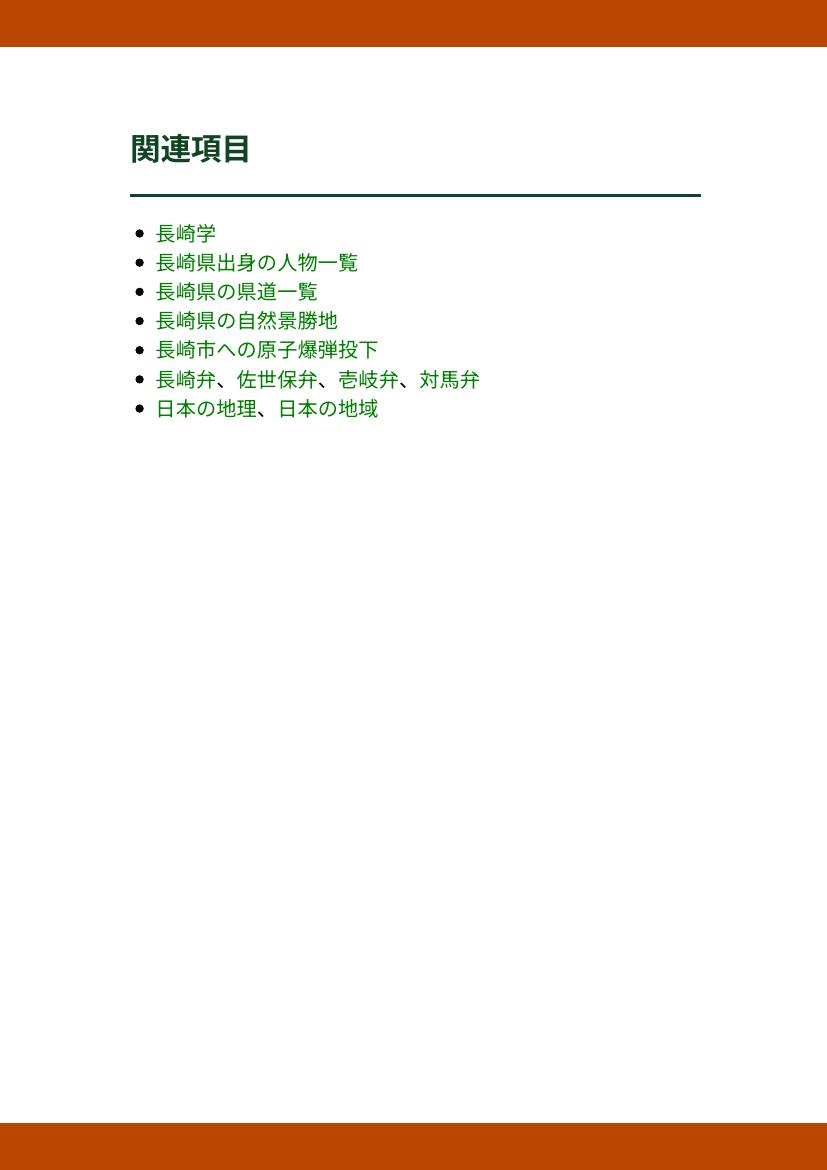 関連項目
長崎学
長崎県出身の人物一覧
長崎県の県道一覧
長崎県の自然景勝地
長崎市への原子爆弾投下
長崎弁、佐世保弁、壱岐弁、対馬弁
日本の地理、日本の地域